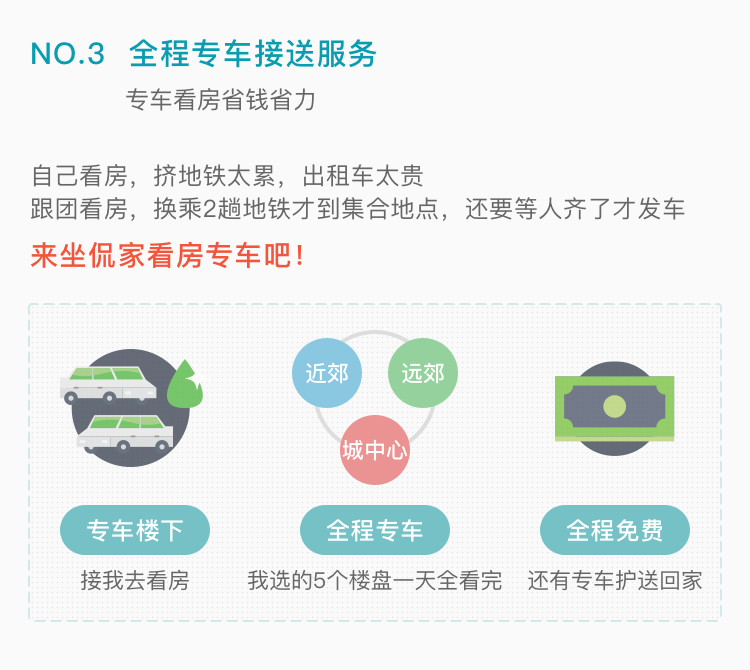 NO.3 全程专车接送服务
专车看房省钱省力
自己看房，挤地铁太累，出租车太贵
跟团看房，换乘2趟地铁才到集合地点，还要等人齐了才发车
来坐侃家看房专车吧！
近郊
远郊
城中心
专车楼下
全程专车
全程免费
接我去看房
我选的5个楼盘一天全看完
还有专车护送回家